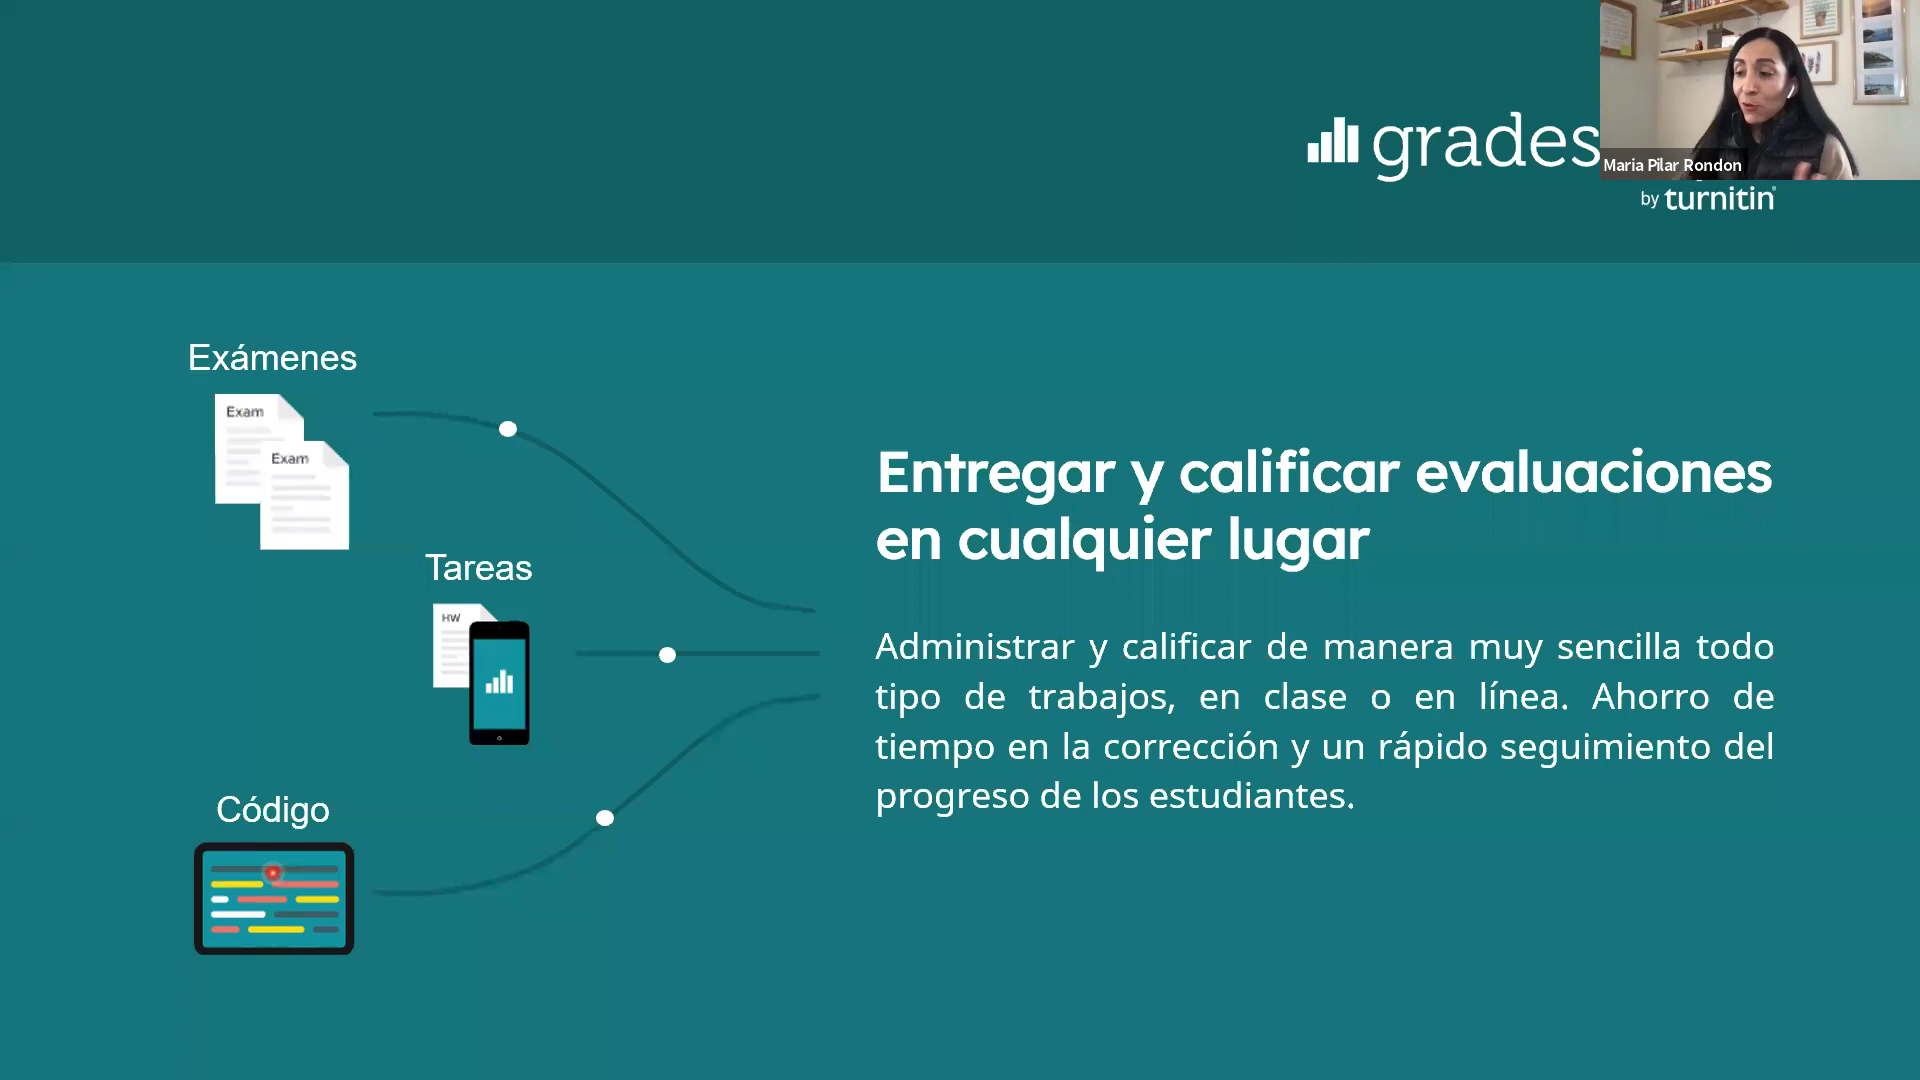 grades
Maria Pilar Rondon
by turnitin
Exámenes
Exam
Exam
Tareas
HW
Código
Entregar y calificar evaluaciones
en cualquier lugar
Administrar y calificar de manera muy sencilla todo
tipo de trabajos, en clase o en línea. Ahorro de
tiempo en la corrección y un rápido seguimiento del
progreso de los estudiantes.